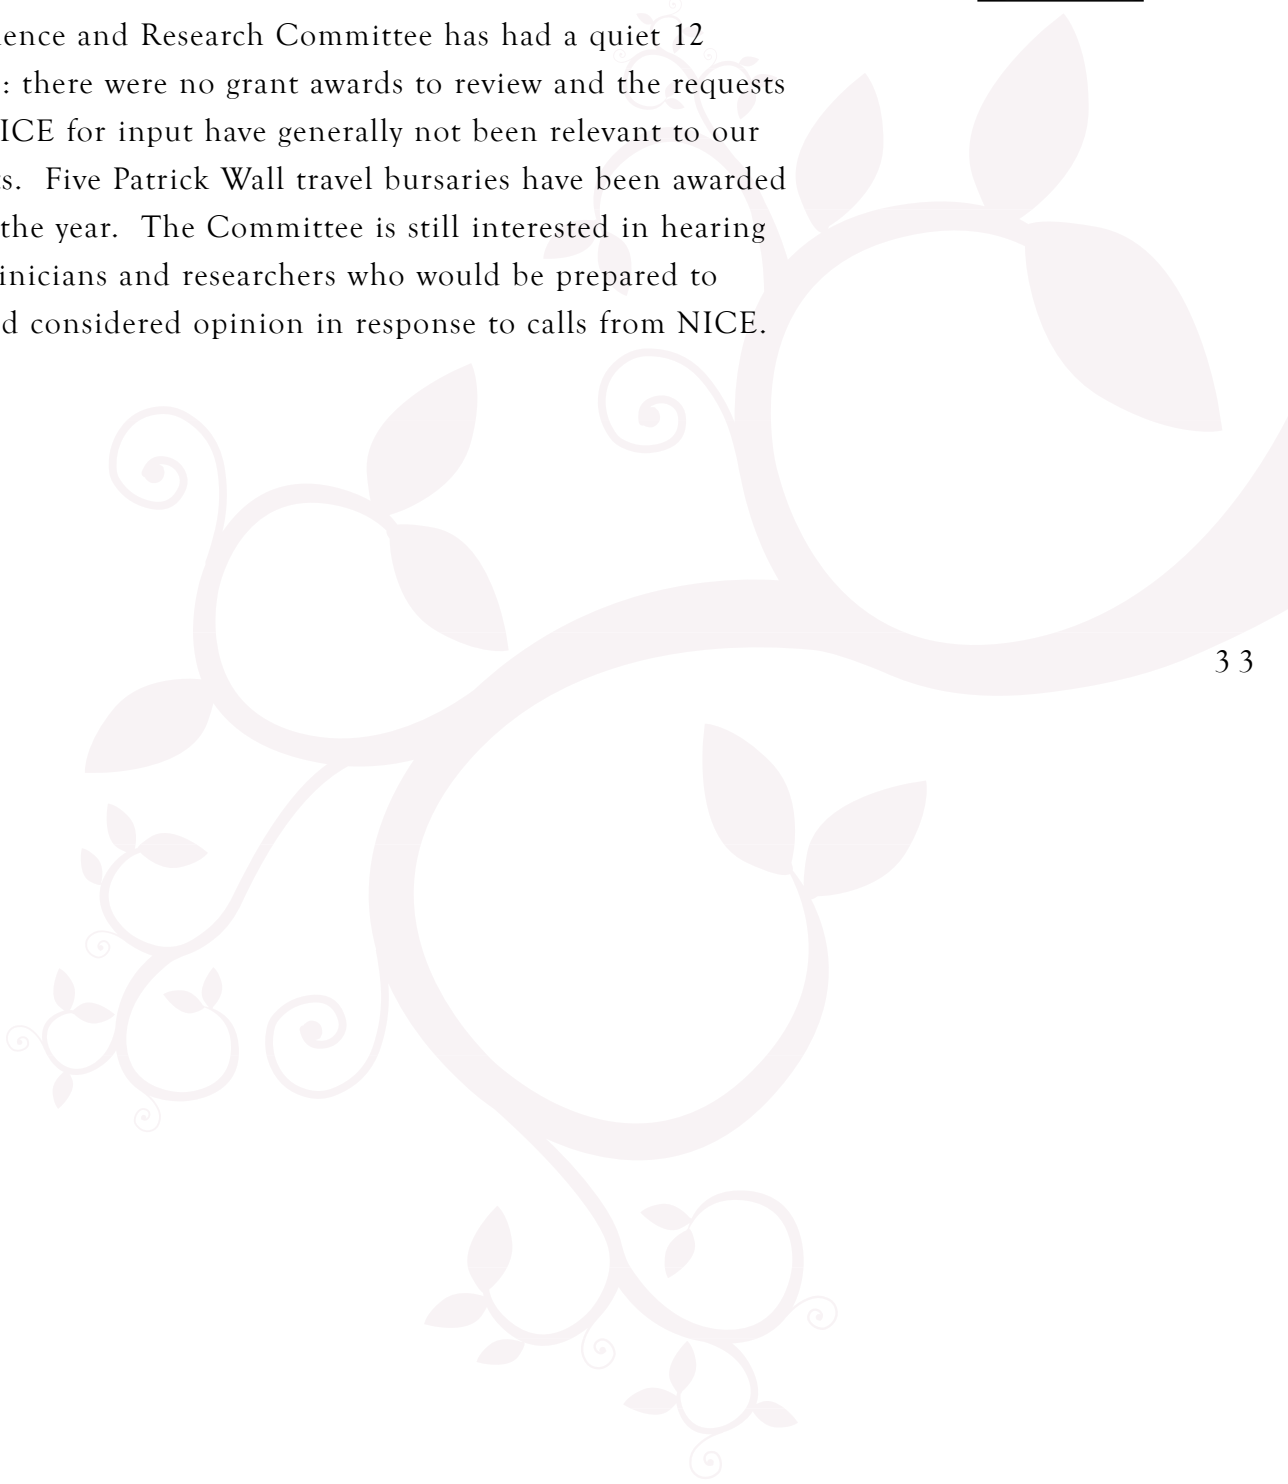 ience and Research Committee has had a quiet 12
: there were no grant awards to review and the requests
ICE for input have generally not been relevant to our
s.  Five Patrick Wall travel bursaries have been awarded
the year.  The Committee is still interested in hearing
inicians and researchers who would be prepared to
d considered opinion in response to calls from NICE.
33